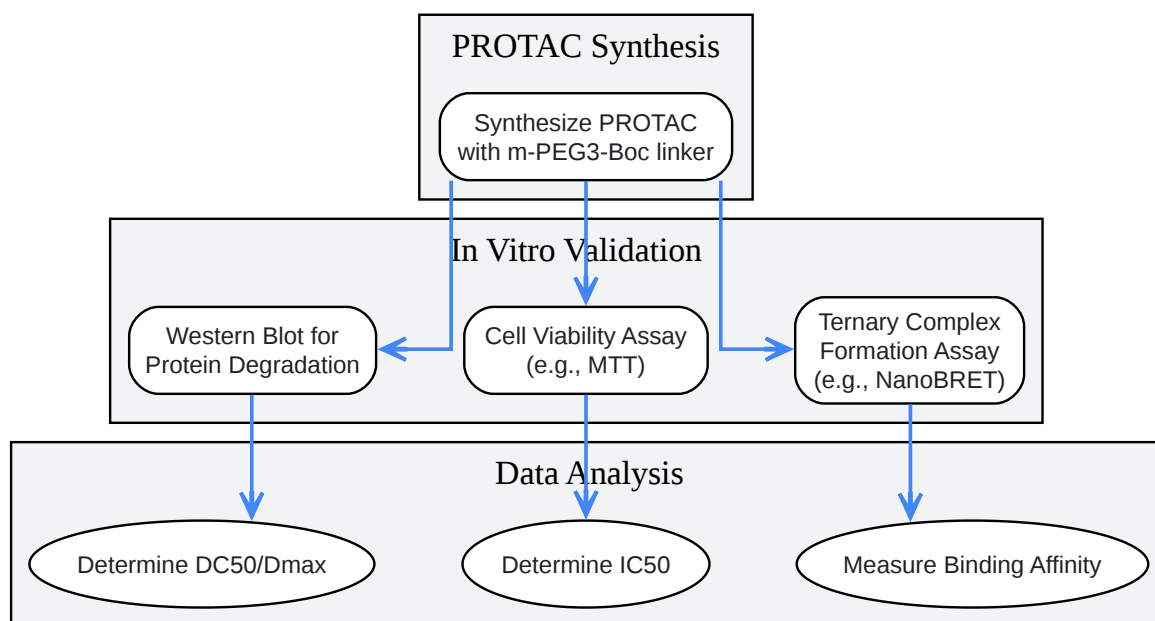 PROTAC Synthesis
Synthesize PROTAC
with m-PEG3-Boc linker
In Vitro Validation
Western Blot for
Protein Degradation
Cell Viability Assay
(e.g., MTT)
Ternary Complex
Formation Assay
(e.g., NanoBRET)
Data Analysis
Determine DC50/Dmax
Determine IC50
Measure Binding Affinity